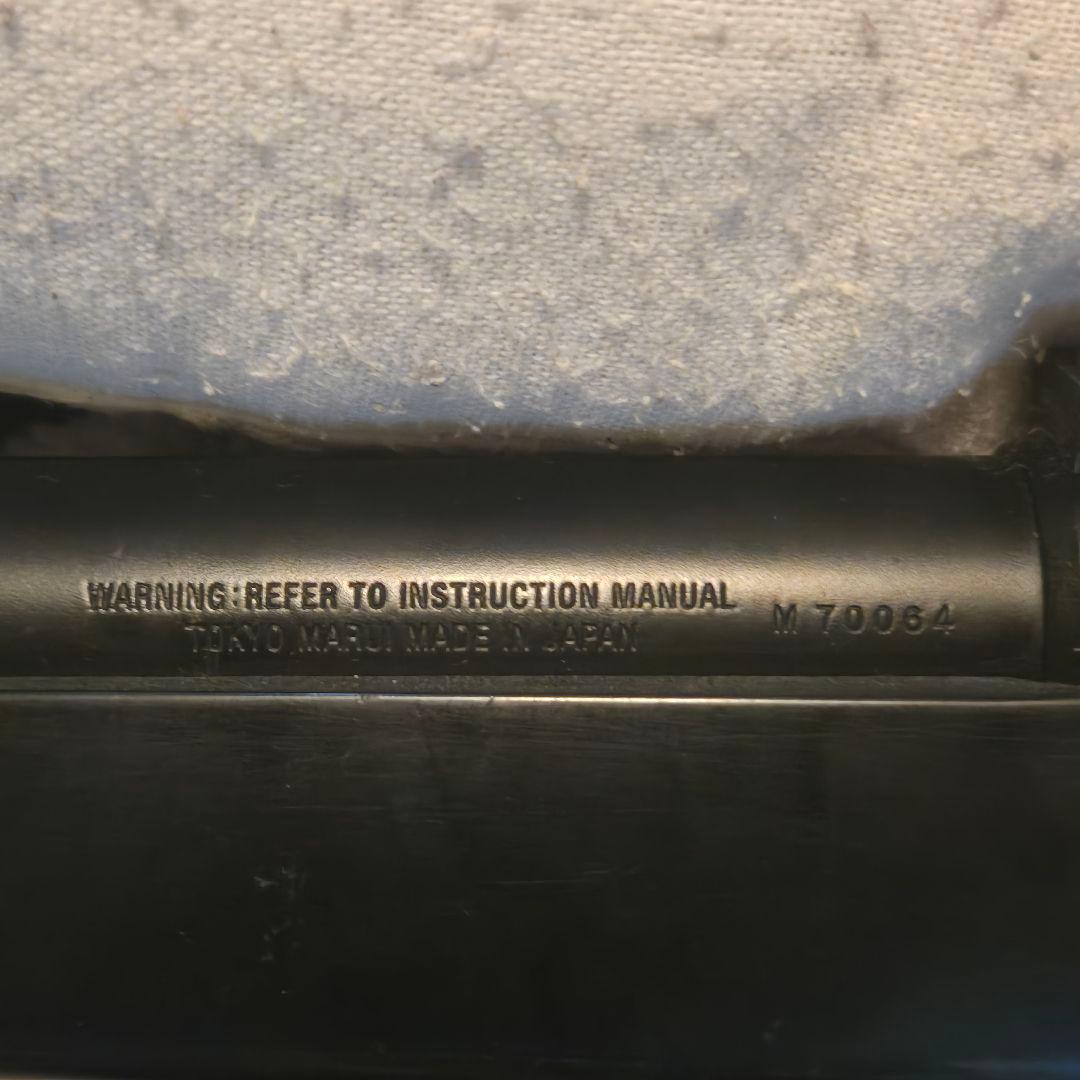 WARNING:REFER TO INSTRUCTION MANUAL
TOKYO MARUI MADE IN JAPAN
M 70064